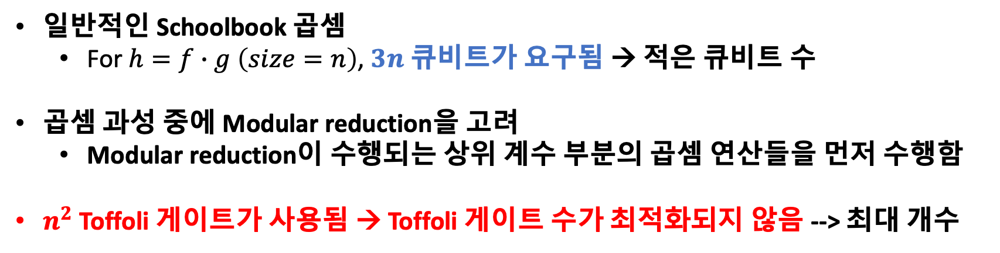 • 일반적인 Schoolbook 곱셈
• For h = f · g (size = n), 3n 큐비트가 요구됨 → 적은 큐비트 수
• 곱셈 과성 중에 Modular reduction을 고려
• Modular reduction이 수행되는 상위 계수 부분의 곱셈 연산들을 먼저 수행함
• n² Toffoli 게이트가 사용됨 → Toffoli 게이트 수가 최적화되지 않음 --> 최대 개수